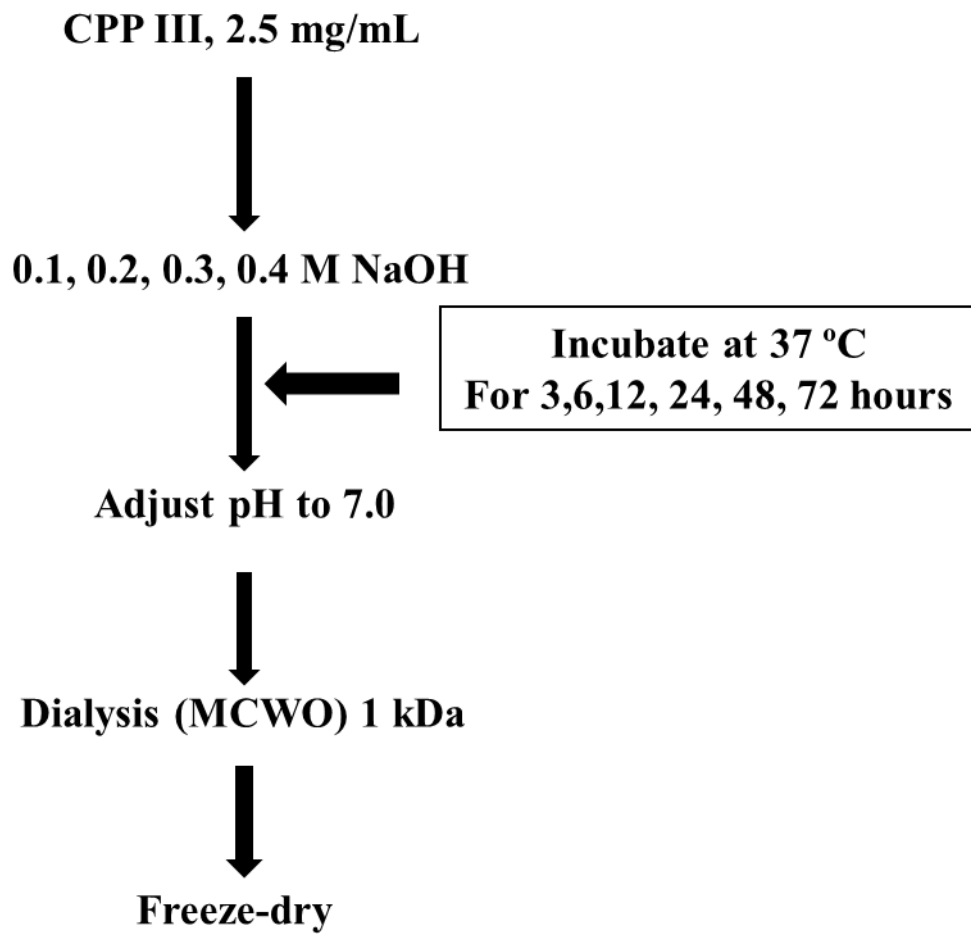 CPP III, 2.5 mg/mL
0.1, 0.2, 0.3, 0.4 M NaOH
Incubate at 37 ºC
For 3,6,12, 24, 48, 72 hours
Adjust pH to 7.0
Dialysis (MCWO) 1 kDa
Freeze-dry